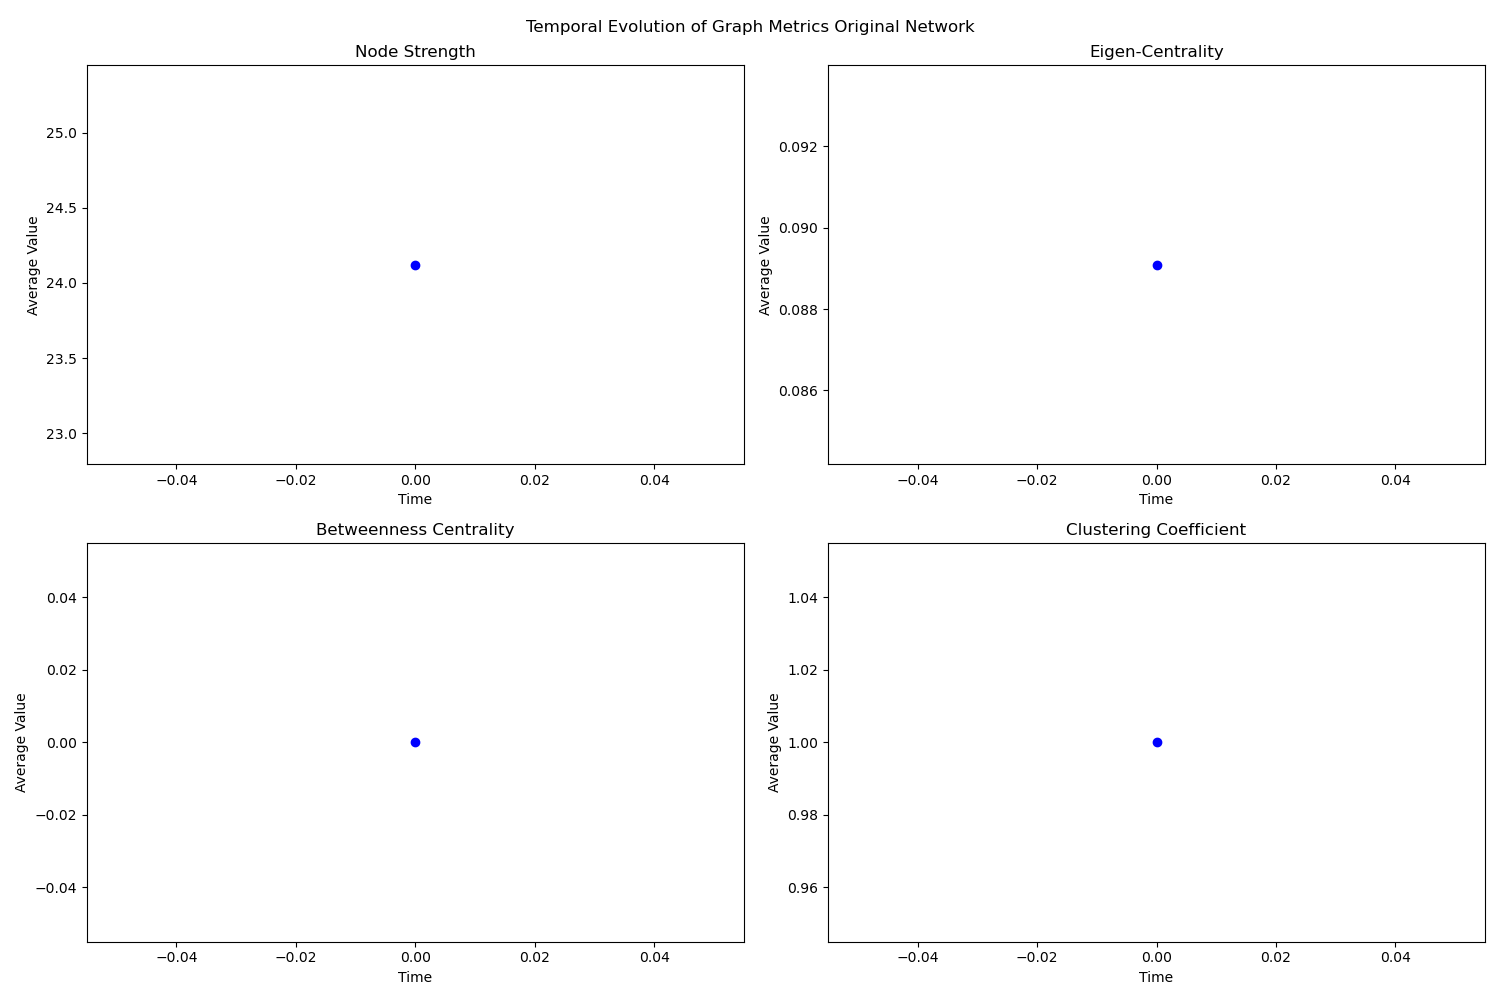 Temporal Evolution of Graph Metrics Original Network
Node Strength
25.0
24.5
24.0
23.5
23.0
Average Value
−0.04 −0.02 0.00 0.02 0.04
Time
Eigen-Centrality
0.092
0.090
0.088
0.086
Average Value
−0.04 −0.02 0.00 0.02 0.04
Time
Betweenness Centrality
0.04
0.02
0.00
−0.02
−0.04
Average Value
−0.04 −0.02 0.00 0.02 0.04
Time
Clustering Coefficient
1.04
1.02
1.00
0.98
0.96
Average Value
−0.04 −0.02 0.00 0.02 0.04
Time